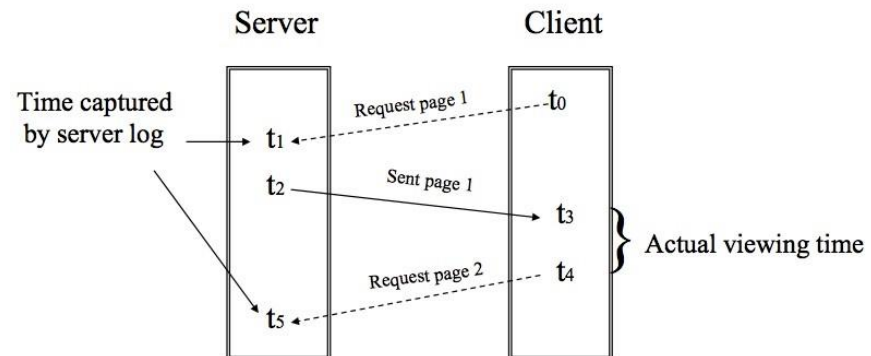 Server
Client
Time captured
by server log
Request page 1
t0
t1
t2
Sent page 1
t3
Actual viewing time
Request page 2
t4
t5